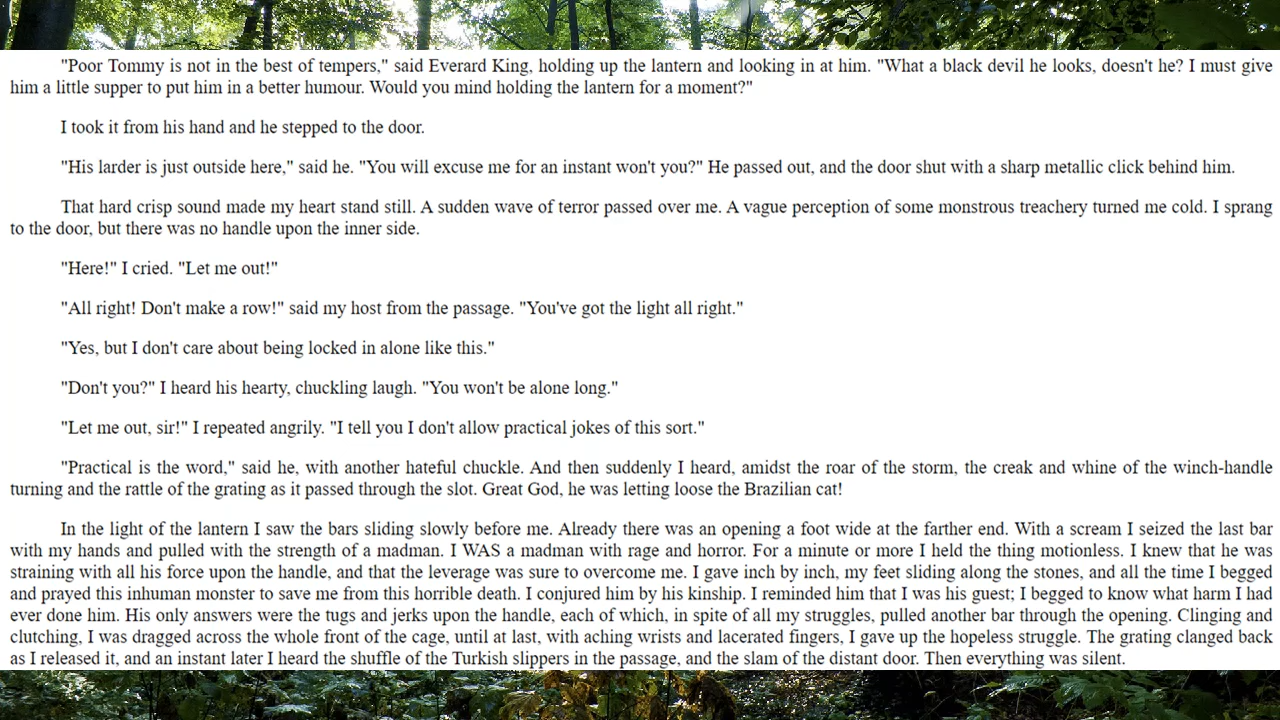 "Poor Tommy is not in the best of tempers," said Everard King, holding up the lantern and looking in at him. "What a black devil he looks, doesn't he? I must give
him a little supper to put him in a better humour. Would you mind holding the lantern for a moment?"
I took it from his hand and he stepped to the door.
"His larder is just outside here," said he. "You will excuse me for an instant won't you?" He passed out, and the door shut with a sharp metallic click behind him.
That hard crisp sound made my heart stand still. A sudden wave of terror passed over me. A vague perception of some monstrous treachery turned me cold. I sprang
to the door, but there was no handle upon the inner side.
"Here!" I cried. "Let me out!"
"All right! Don't make a row!" said my host from the passage. "You've got the light all right."
"Yes, but I don't care about being locked in alone like this."
"Don't you?" I heard his hearty, chuckling laugh. "You won't be alone long."
"Let me out, sir!" I repeated angrily. "I tell you I don't allow practical jokes of this sort."
"Practical is the word," said he, with another hateful chuckle. And then suddenly I heard, amidst the roar of the storm, the creak and whine of the winch-handle
turning and the rattle of the grating as it passed through the slot. Great God, he was letting loose the Brazilian cat!
In the light of the lantern I saw the bars sliding slowly before me. Already there was an opening a foot wide at the farther end. With a scream I seized the last bar
with my hands and pulled with the strength of a madman. I WAS a madman with rage and horror. For a minute or more I held the thing motionless. I knew that he was
straining with all his force upon the handle, and that the leverage was sure to overcome me. I gave inch by inch, my feet sliding along the stones, and all the time I begged
and prayed this inhuman monster to save me from this horrible death. I conjured him by his kinship. I reminded him that I was his guest; I begged to know what harm I had
ever done him. His only answers were the tugs and jerks upon the handle, each of which, in spite of all my struggles, pulled another bar through the opening. Clinging and
clutching, I was dragged across the whole front of the cage, until at last, with aching wrists and lacerated fingers, I gave up the hopeless struggle. The grating clanged back
as I released it, and an instant later I heard the shuffle of the Turkish slippers in the passage, and the slam of the distant door. Then everything was silent.